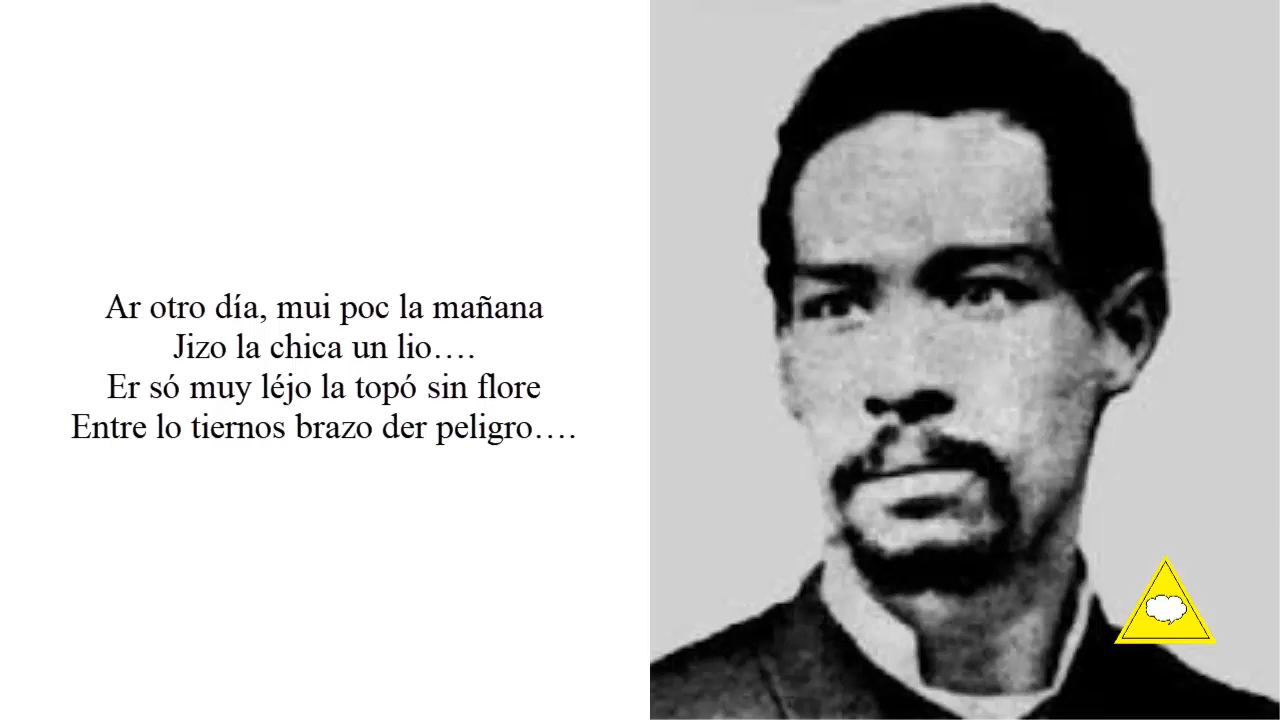 Ar otro día, mui poc la mañana
Jizo la chica un lio….
Er só muy léjo la topó sin flore
Entre lo tiernos brazo der peligro….